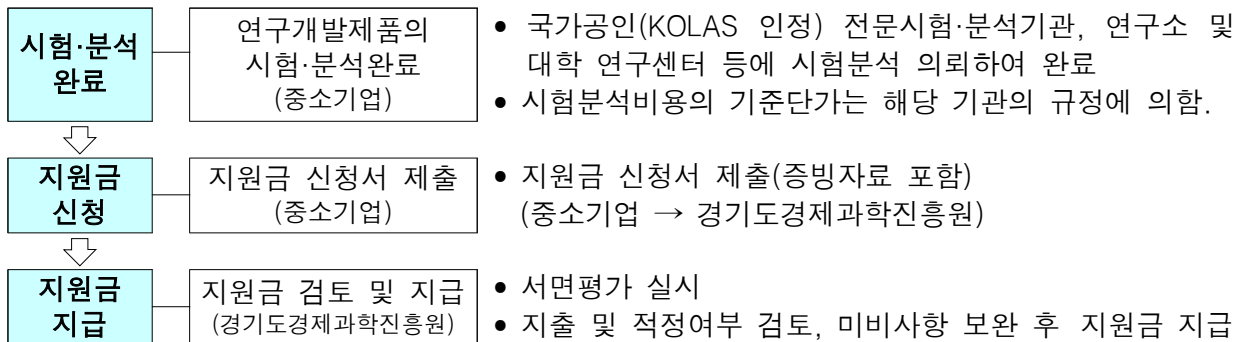 시험·분석
완료
연구개발제품의
시험·분석완료
(중소기업)
• 국가공인(KOLAS 인정) 전문시험·분석기관, 연구소 및
대학 연구센터 등에 시험분석 의뢰하여 완료
• 시험분석비용의 기준단가는 해당 기관의 규정에 의함.
지원금
신청
지원금 신청서 제출
(중소기업)
• 지원금 신청서 제출(증빙자료 포함)
(중소기업 → 경기도경제과학진흥원)
지원금
지급
지원금 검토 및 지급
(경기도경제과학진흥원)
• 서면평가 실시
• 지출 및 적정여부 검토, 미비사항 보완 후 지원금 지급